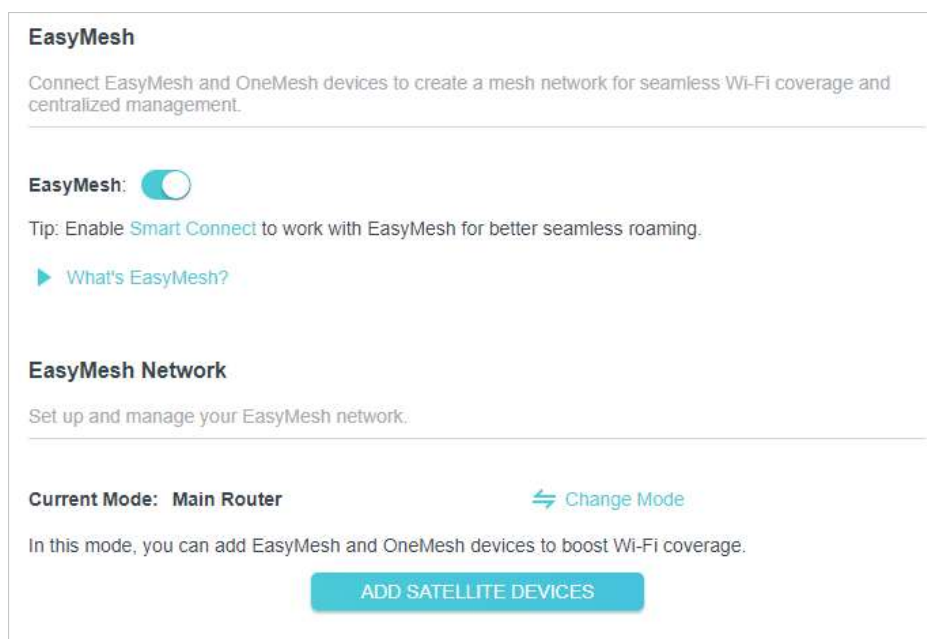 EasyMesh
Connect EasyMesh and OneMesh devices to create a mesh network for seamless Wi-Fi coverage and
centralized management.
EasyMesh:
Tip: Enable Smart Connect to work with EasyMesh for better seamless roaming.
What's EasyMesh?
EasyMesh Network
Set up and manage your EasyMesh network.
Current Mode: Main Router Change Mode
In this mode, you can add EasyMesh and OneMesh devices to boost Wi-Fi coverage.
ADD SATELLITE DEVICES